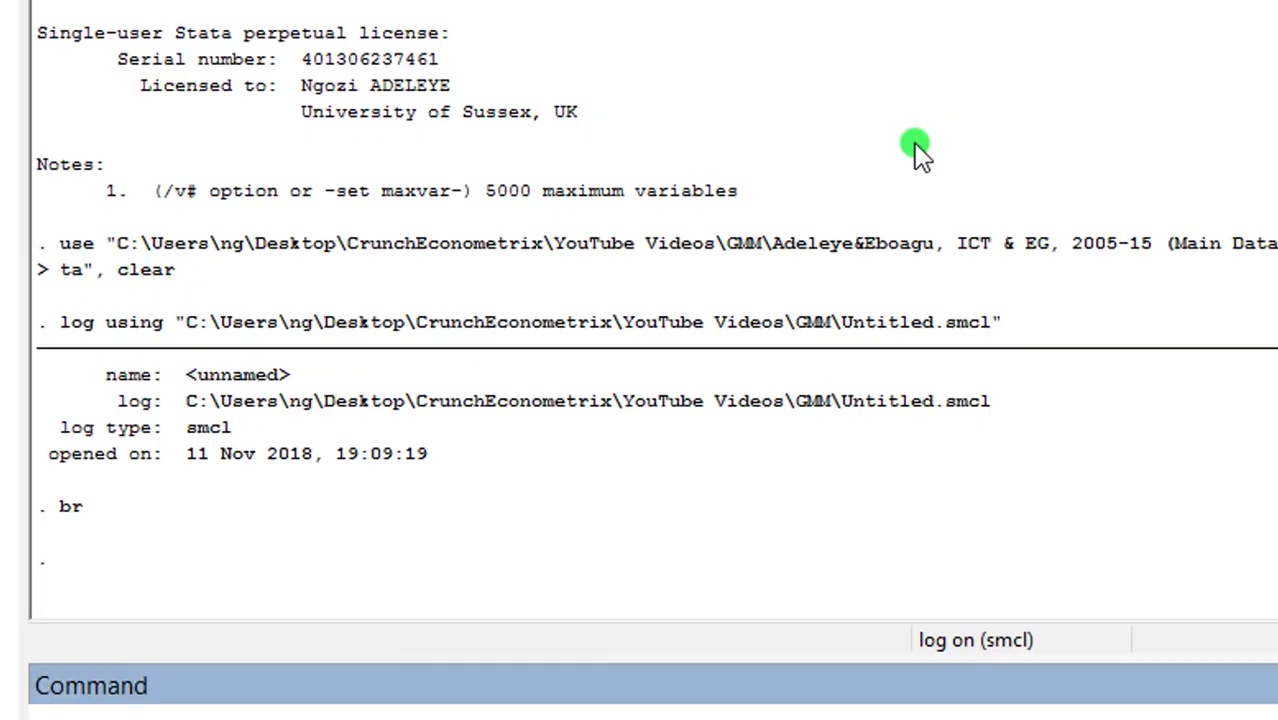 Single-user Stata perpetual license:
Serial number: 401306237461
Licensed to: Ngozi ADELEYE
University of Sussex, UK
Notes:
1. (/v# option or -set maxvar-) 5000 maximum variables
. use "C:\Users\ng\Desktop\CrunchEconometrix\YouTube Videos\GMM\Adeleye&Eboagu, ICT & EG, 2005-15 (Main Data
> ta", clear
. log using "C:\Users\ng\Desktop\CrunchEconometrix\YouTube Videos\GMM\Untitled.smcl"
name: <unnamed>
log: C:\Users\ng\Desktop\CrunchEconometrix\YouTube Videos\GMM\Untitled.smcl
log type: smcl
opened on: 11 Nov 2018, 19:09:19
. br
.
log on (smcl)
Command